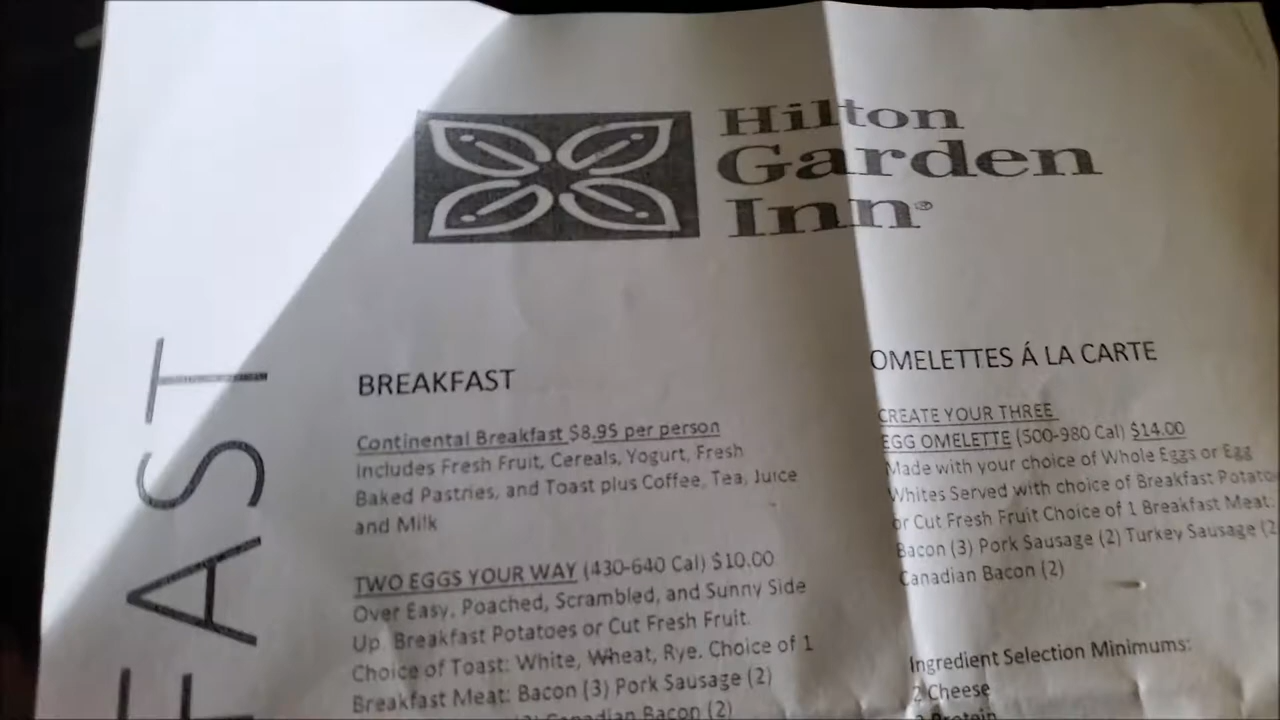 Hilton
Garden
Inn®
EAST
BREAKFAST
Continental Breakfast $8.95 per person
Includes Fresh Fruit, Cereals, Yogurt, Fresh
Baked Pastries, and Toast plus Coffee, Tea, Juice
and Milk
TWO EGGS YOUR WAY (430-640 Cal) $10.00
Over Easy, Poached, Scrambled, and Sunny Side
Up. Breakfast Potatoes or Cut Fresh Fruit.
Choice of Toast: White, Wheat, Rye. Choice of 1
Breakfast Meat: Bacon (3) Pork Sausage (2)
Canadian Bacon (2)
OMELETTES Á LA CARTE
CREATE YOUR THREE
EGG OMELETTE (500-980 Cal) $14.00
Made with your choice of Whole Eggs or Egg
Whites Served with choice of Breakfast Potato
or Cut Fresh Fruit Choice of 1 Breakfast Meat:
Bacon (3) Pork Sausage (2) Turkey Sausage (2
Canadian Bacon (2)
Ingredient Selection Minimums:
2 Cheese
Protein